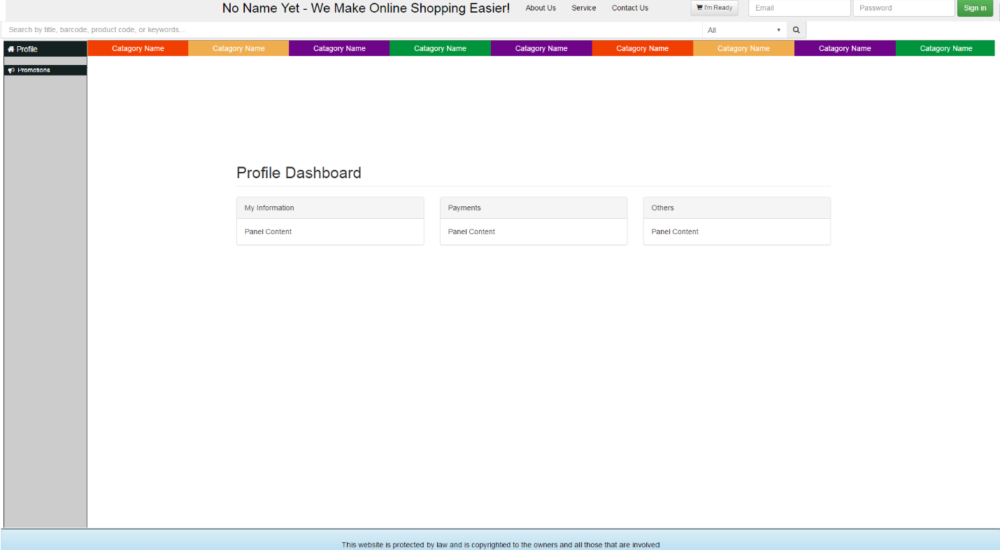 No Name Yet - We Make Online Shopping Easier! About Us Service Contact Us I'm Ready Email Password Sign in
Search by title, barcode, product code, or keywords... All
Profile Catagory Name Catagory Name Catagory Name Catagory Name Catagory Name Catagory Name Catagory Name Catagory Name Catagory Name
Promotions
Profile Dashboard
My Information Payments Others
Panel Content Panel Content Panel Content
This website is protected by law and is copyrighted to the owners and all those that are involved